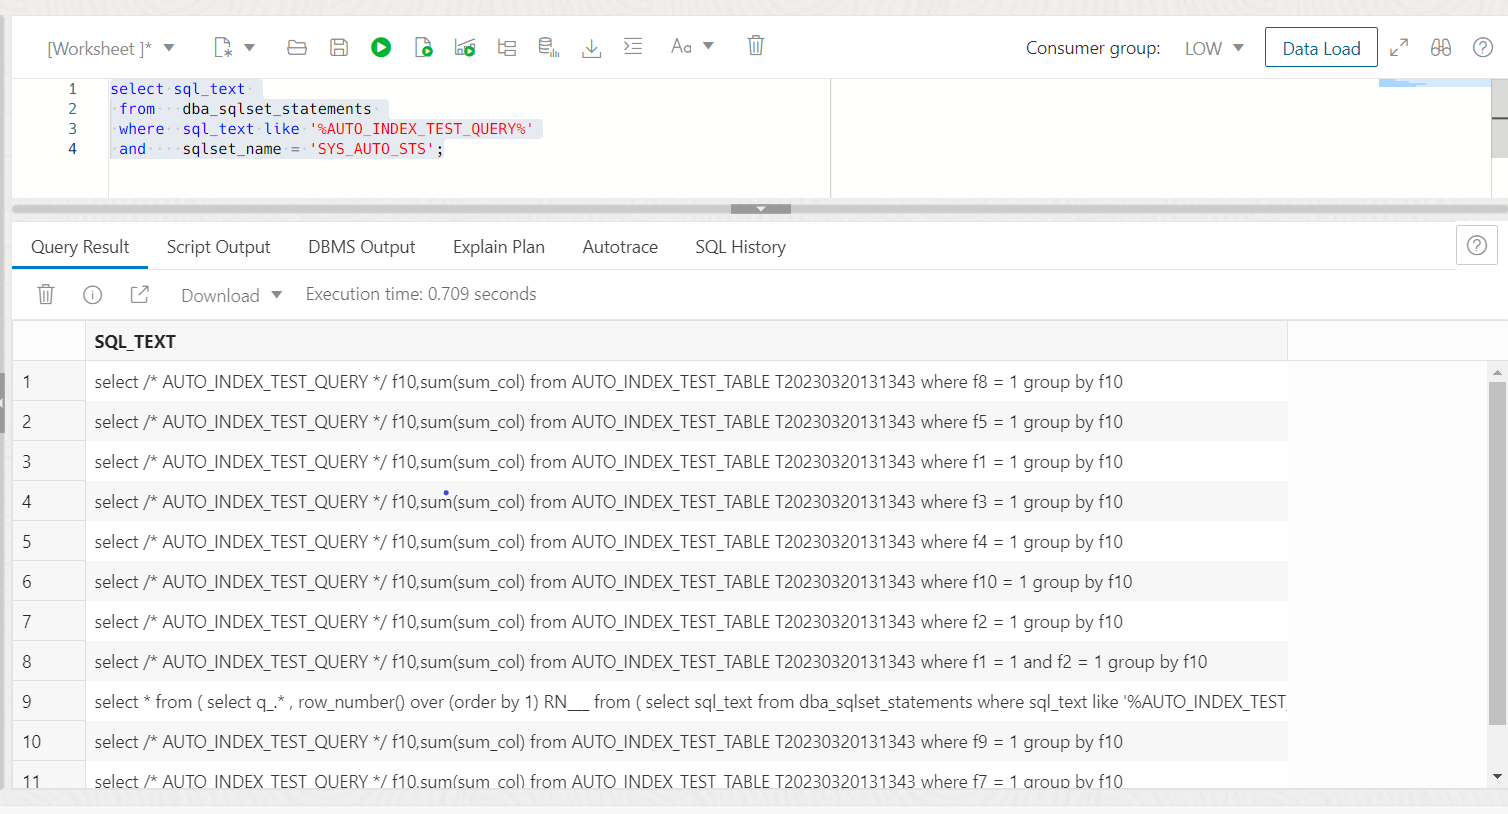 [Worksheet ]*
Aa
Consumer group: LOW
Data Load
1 select sql_text
2 from dba_sqlset_statements
3 where sql_text like '%AUTO_INDEX_TEST_QUERY%'
4 and sqlset_name = 'SYS_AUTO_STS';
Query Result Script Output DBMS Output Explain Plan Autotrace SQL History
Download Execution time: 0.709 seconds
SQL_TEXT
1 select /* AUTO_INDEX_TEST_QUERY */ f10,sum(sum_col) from AUTO_INDEX_TEST_TABLE T20230320131343 where f8 = 1 group by f10
2 select /* AUTO_INDEX_TEST_QUERY */ f10,sum(sum_col) from AUTO_INDEX_TEST_TABLE T20230320131343 where f5 = 1 group by f10
3 select /* AUTO_INDEX_TEST_QUERY */ f10,sum(sum_col) from AUTO_INDEX_TEST_TABLE T20230320131343 where f1 = 1 group by f10
4 select /* AUTO_INDEX_TEST_QUERY */ f10,sum(sum_col) from AUTO_INDEX_TEST_TABLE T20230320131343 where f3 = 1 group by f10
5 select /* AUTO_INDEX_TEST_QUERY */ f10,sum(sum_col) from AUTO_INDEX_TEST_TABLE T20230320131343 where f4 = 1 group by f10
6 select /* AUTO_INDEX_TEST_QUERY */ f10,sum(sum_col) from AUTO_INDEX_TEST_TABLE T20230320131343 where f10 = 1 group by f10
7 select /* AUTO_INDEX_TEST_QUERY */ f10,sum(sum_col) from AUTO_INDEX_TEST_TABLE T20230320131343 where f2 = 1 group by f10
8 select /* AUTO_INDEX_TEST_QUERY */ f10,sum(sum_col) from AUTO_INDEX_TEST_TABLE T20230320131343 where f1 = 1 and f2 = 1 group by f10
9 select * from ( select q_.* , row_number() over (order by 1) RN___ from ( select sql_text from dba_sqlset_statements where sql_text like '%AUTO_INDEX_TEST_
10 select /* AUTO_INDEX_TEST_QUERY */ f10,sum(sum_col) from AUTO_INDEX_TEST_TABLE T20230320131343 where f9 = 1 group by f10
11 select /* AUTO_INDEX_TEST_QUERY */ f10,sum(sum_col) from AUTO_INDEX_TEST_TABLE T20230320131343 where f7 = 1 group by f10